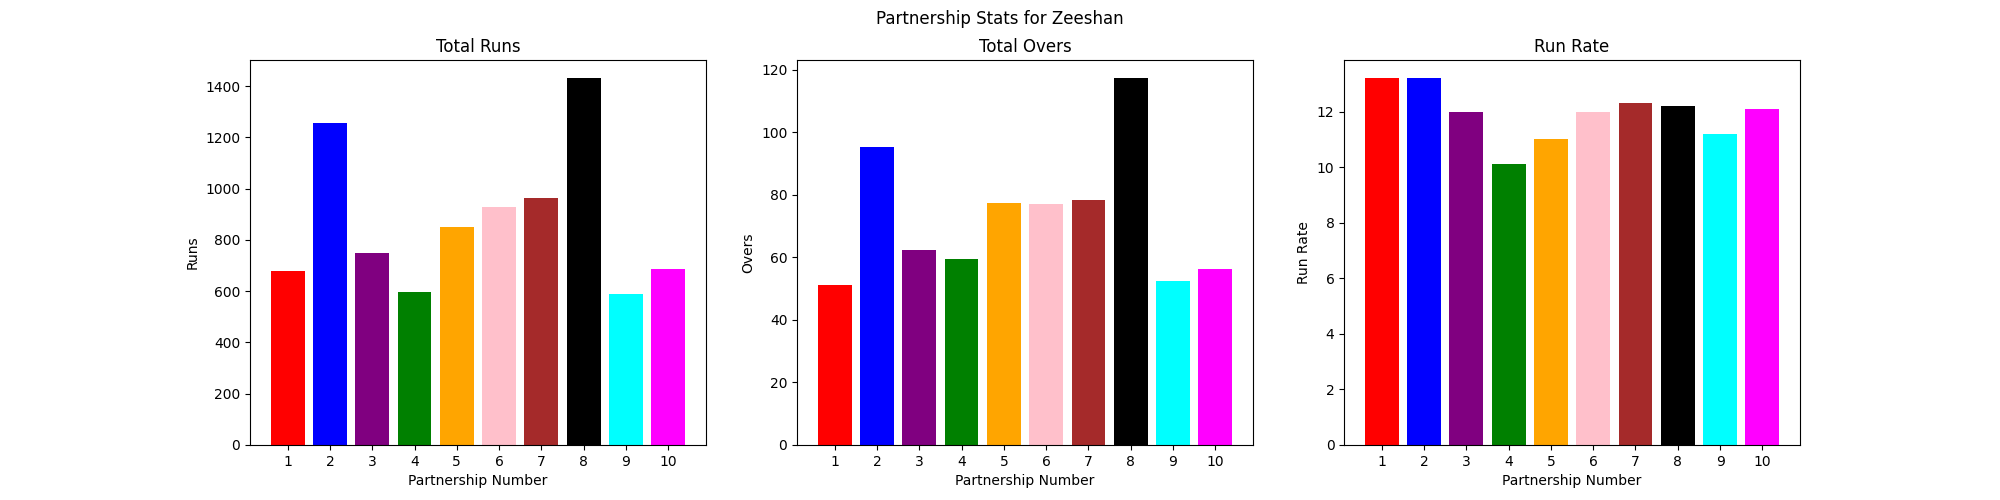 Partnership Stats for Zeeshan
Total Runs
1400
1200
1000
800
600
400
200
0
Runs
1 2 3 4 5 6 7 8 9 10
Partnership Number
Total Overs
120
100
80
60
40
20
0
Overs
1 2 3 4 5 6 7 8 9 10
Partnership Number
Run Rate
12
10
8
6
4
2
0
Run Rate
1 2 3 4 5 6 7 8 9 10
Partnership Number